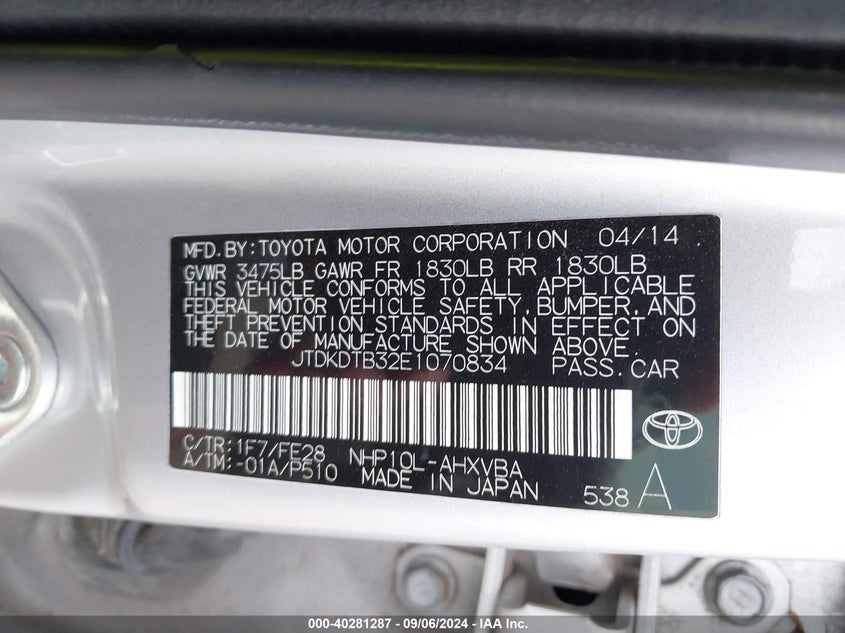 MFD.BY:TOYOTA MOTOR CORPORATION 04/14
GVWR 3475LB GAWR FR 1830LB RR 1830LB
THIS VEHICLE CONFORMS TO ALL APPLICABLE
FEDERAL MOTOR VEHICLE SAFETY, BUMPER, AND
THEFT PREVENTION STANDARDS IN EFFECT ON
THE DATE OF MANUFACTURE SHOWN ABOVE.
JTDKDTB32E1070834 PASS.CAR
C/TR:1F7/FE28 NHP10L-AHXVBA
A/TM:-01A/P510 MADE IN JAPAN 538 A
000-40281287 - 09/06/2024 - IAA Inc.